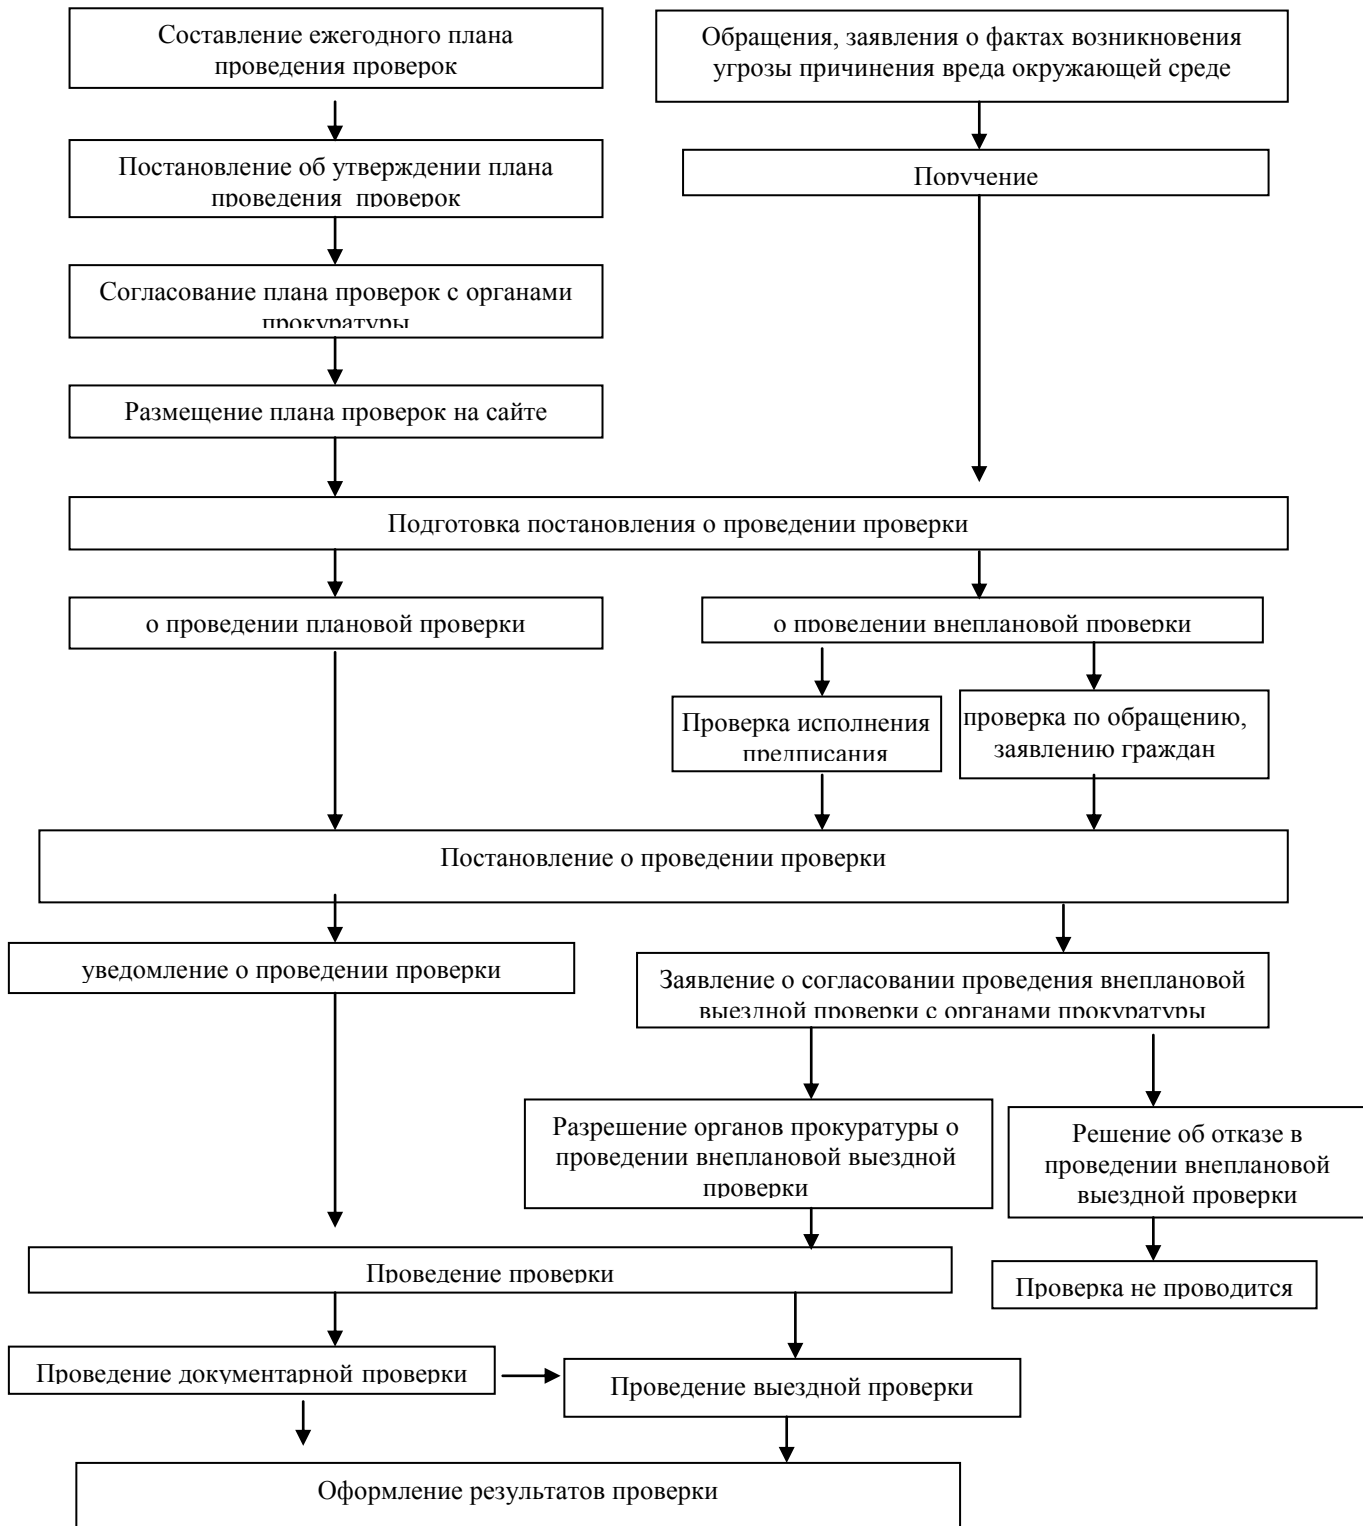 Составление ежегодного плана
проведения проверок
Обращения, заявления о фактах возникновения
угрозы причинения вреда окружающей среде
Постановление об утверждении плана
проведения проверок
Поручение
Согласование плана проверок с органами
прокуратуры
Размещение плана проверок на сайте
Подготовка постановления о проведении проверки
о проведении плановой проверки
о проведении внеплановой проверки
Проверка исполнения
предписания
проверка по обращению,
заявлению граждан
Постановление о проведении проверки
уведомление о проведении проверки
Заявление о согласовании проведения внеплановой
выездной проверки с органами прокуратуры
Разрешение органов прокуратуры о
проведении внеплановой выездной
проверки
Решение об отказе в
проведении внеплановой
выездной проверки
Проведение проверки
Проверка не проводится
Проведение документарной проверки
Проведение выездной проверки
Оформление результатов проверки